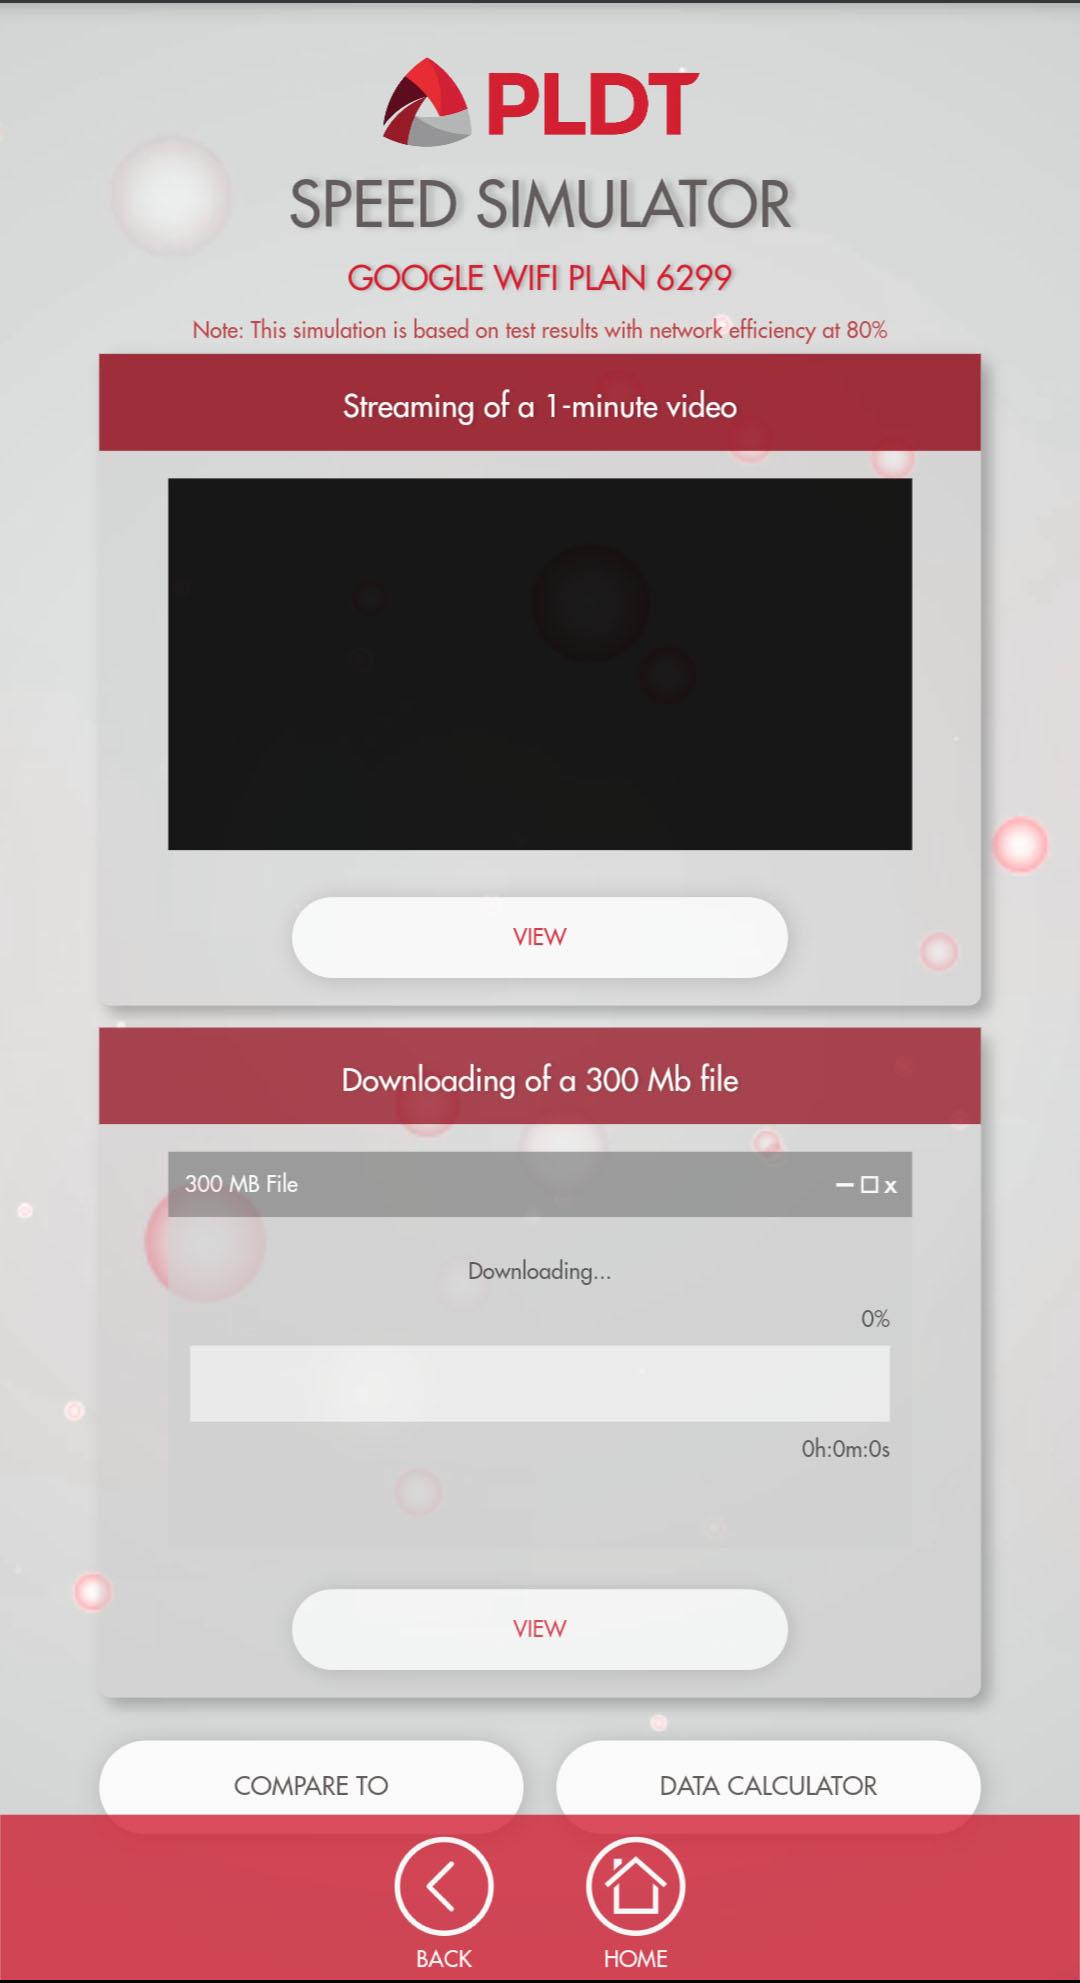 PLDT
SPEED SIMULATOR
GOOGLE WIFI PLAN 6299
Note: This simulation is based on test results with network efficiency at 80%
Streaming of a 1-minute video
VIEW
Downloading of a 300 Mb file
300 MB File
Downloading...
0%
0h:0m:0s
VIEW
COMPARE TO
DATA CALCULATOR
BACK
HOME